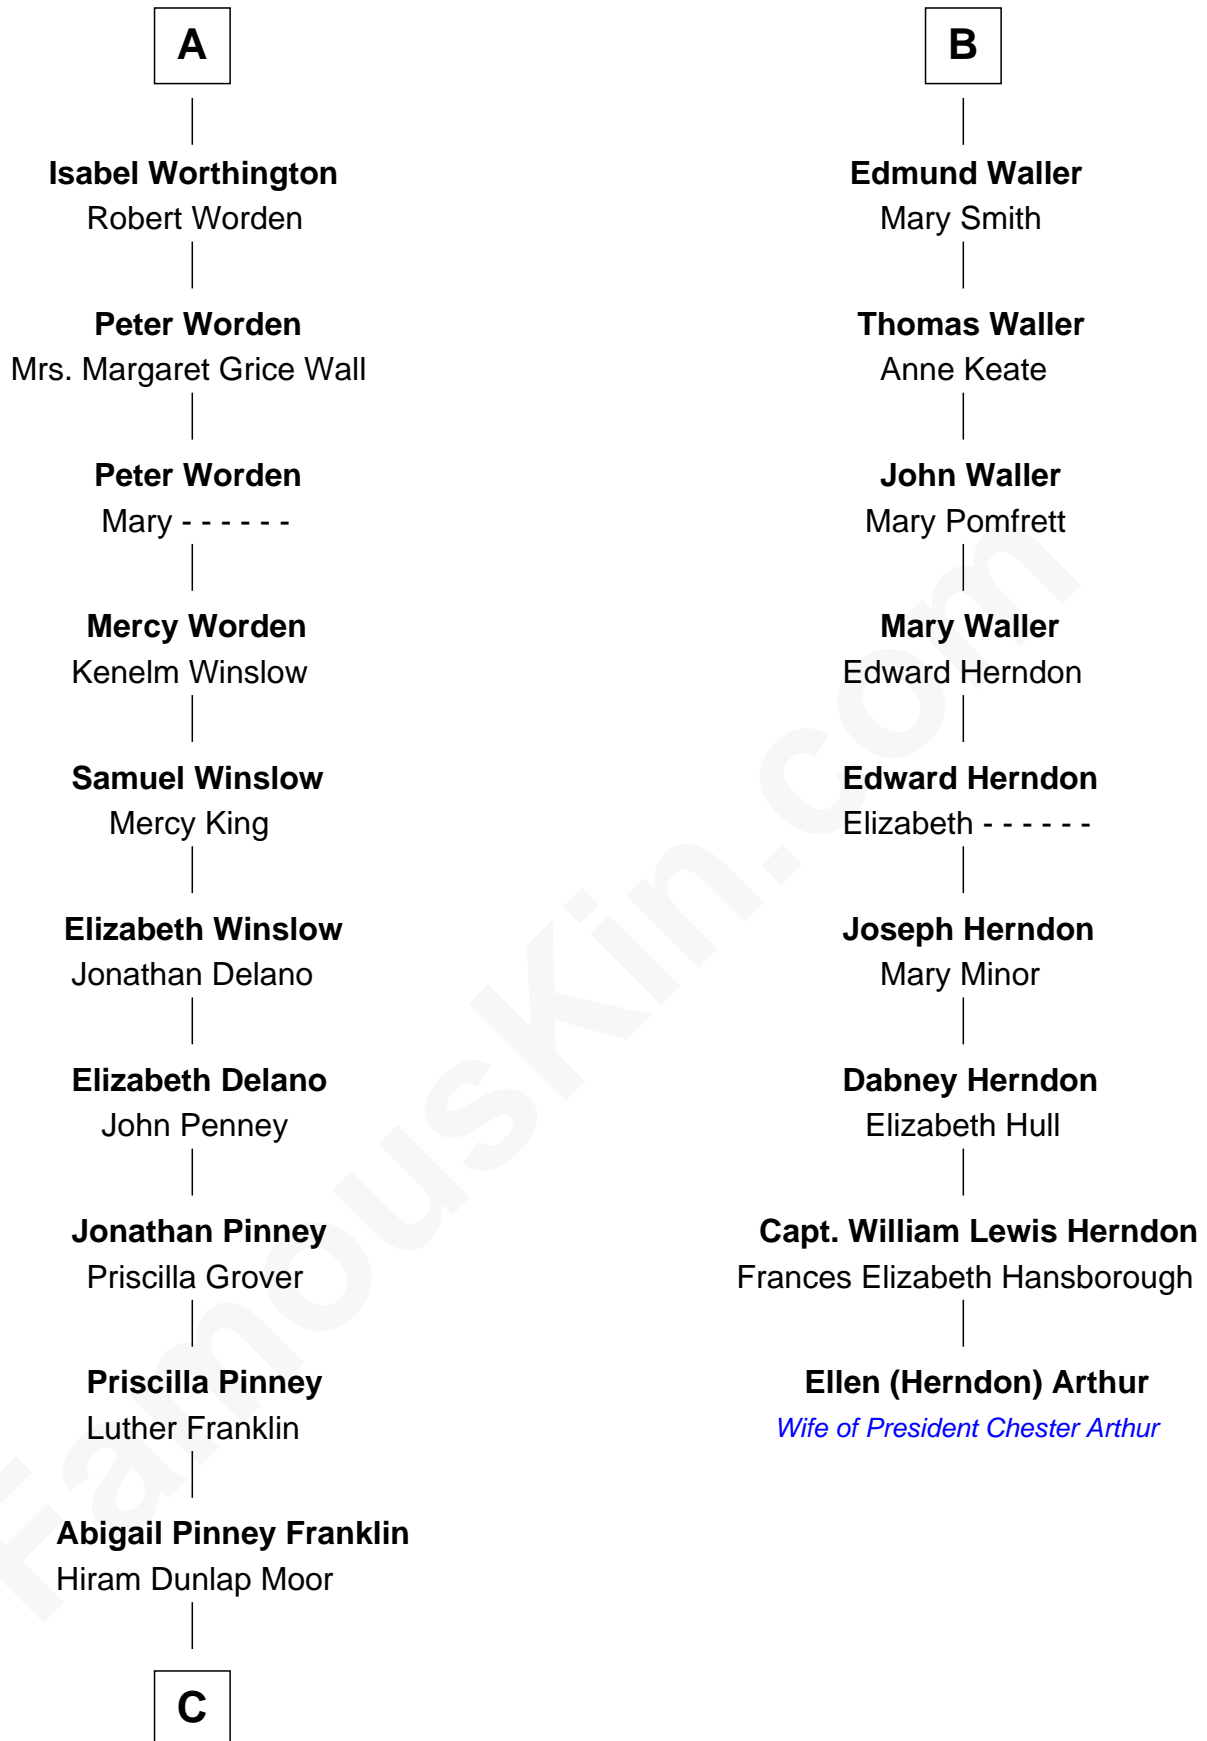 A
Isabel Worthington
Robert Worden
Peter Worden
Mrs. Margaret Grice Wall
Peter Worden
Mary - - - - - -
Mercy Worden
Kenelm Winslow
Samuel Winslow
Mercy King
Elizabeth Winslow
Jonathan Delano
Elizabeth Delano
John Penney
Jonathan Pinney
Priscilla Grover
Priscilla Pinney
Luther Franklin
Abigail Pinney Franklin
Hiram Dunlap Moor
C
B
Edmund Waller
Mary Smith
Thomas Waller
Anne Keate
John Waller
Mary Pomfrett
Mary Waller
Edward Herndon
Edward Herndon
Elizabeth - - - - - -
Joseph Herndon
Mary Minor
Dabney Herndon
Elizabeth Hull
Capt. William Lewis Herndon
Frances Elizabeth Hansborough
Ellen (Herndon) Arthur
Wife of President Chester Arthur
FamousKin.com